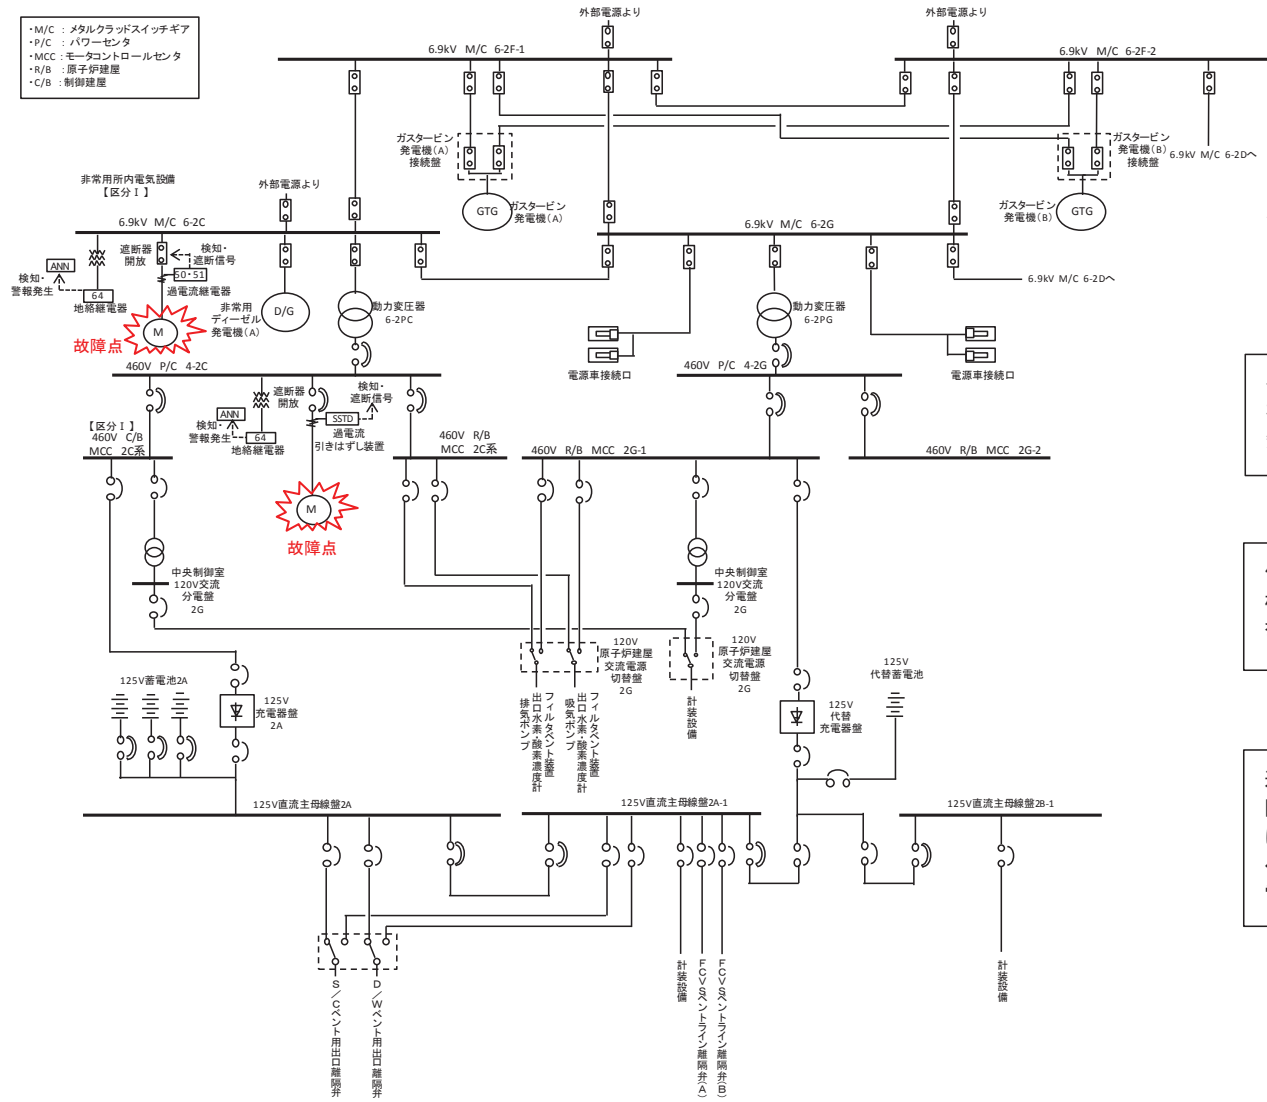 ・M/C ：メタルクラッドスイッチギア
・P/C ：パワーセンタ
・MCC：モータコントロールセンタ
・R/B ：原子炉建屋
・C/B ：制御建屋
外部電源より
外部電源より
6.9kV M/C 6-2F-1
6.9kV M/C 6-2F-2
ガスタービン
発電機(A)
接続盤
ガスタービン
発電機(B)
接続盤
6.9kV M/C 6-2Dへ
非常用所内電気設備
【区分Ⅰ】
外部電源より
GTG
ガスタービン
発電機(A)
ガスタービン
発電機(B)
GTG
6.9kV M/C 6-2C
6.9kV M/C 6-2G
遮断器
開放
検知・
遮断信号
ANN
検知・
警報発生
64
地絡継電器
50・51
過電流継電器
6.9kV M/C 6-2Dへ
M
故障点
非常用
ディーゼル
発電機(A)
D/G
動力変圧器
6-2PC
動力変圧器
6-2PG
電源車接続口
電源車接続口
460V P/C 4-2C
460V P/C 4-2G
遮断器
開放
検知・
遮断信号
ANN
検知・
警報発生
64
地絡継電器
SSTD
過電流
引きはずし装置
【区分Ⅰ】
460V C/B
MCC 2C系
460V R/B
MCC 2C系
460V R/B MCC 2G-1
460V R/B MCC 2G-2
M
故障点
中央制御室
120V交流
分電盤
2G
中央制御室
120V交流
分電盤
2G
120V
原子炉建屋
交流電源
切替盤
2G
120V
原子炉建屋
交流電源
切替盤
2G
125V
代替蓄電池
125V蓄電池2A
125V
充電器盤
2A
フィルタベント装置
出口水素・酸素濃度計
排気ポンプ
フィルタベント装置
出口水素・酸素濃度計
吸気ポンプ
計装設備
125V
代替
充電器盤
125V直流主母線盤2A
125V直流主母線盤2A-1
125V直流主母線盤2B-1
S/Cベント用出口隔離弁
D/Wベント用出口隔離弁
計装設備
FCVSベントライン隔離弁(A)
FCVSベントライン隔離弁(B)
計装設備